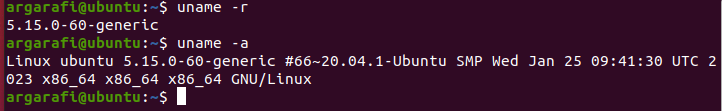 argarafi@ubuntu:~$ uname -r
5.15.0-60-generic
argarafi@ubuntu:~$ uname -a
Linux ubuntu 5.15.0-60-generic #66~20.04.1-Ubuntu SMP Wed Jan 25 09:41:30 UTC 2
023 x86_64 x86_64 x86_64 GNU/Linux
argarafi@ubuntu:~$